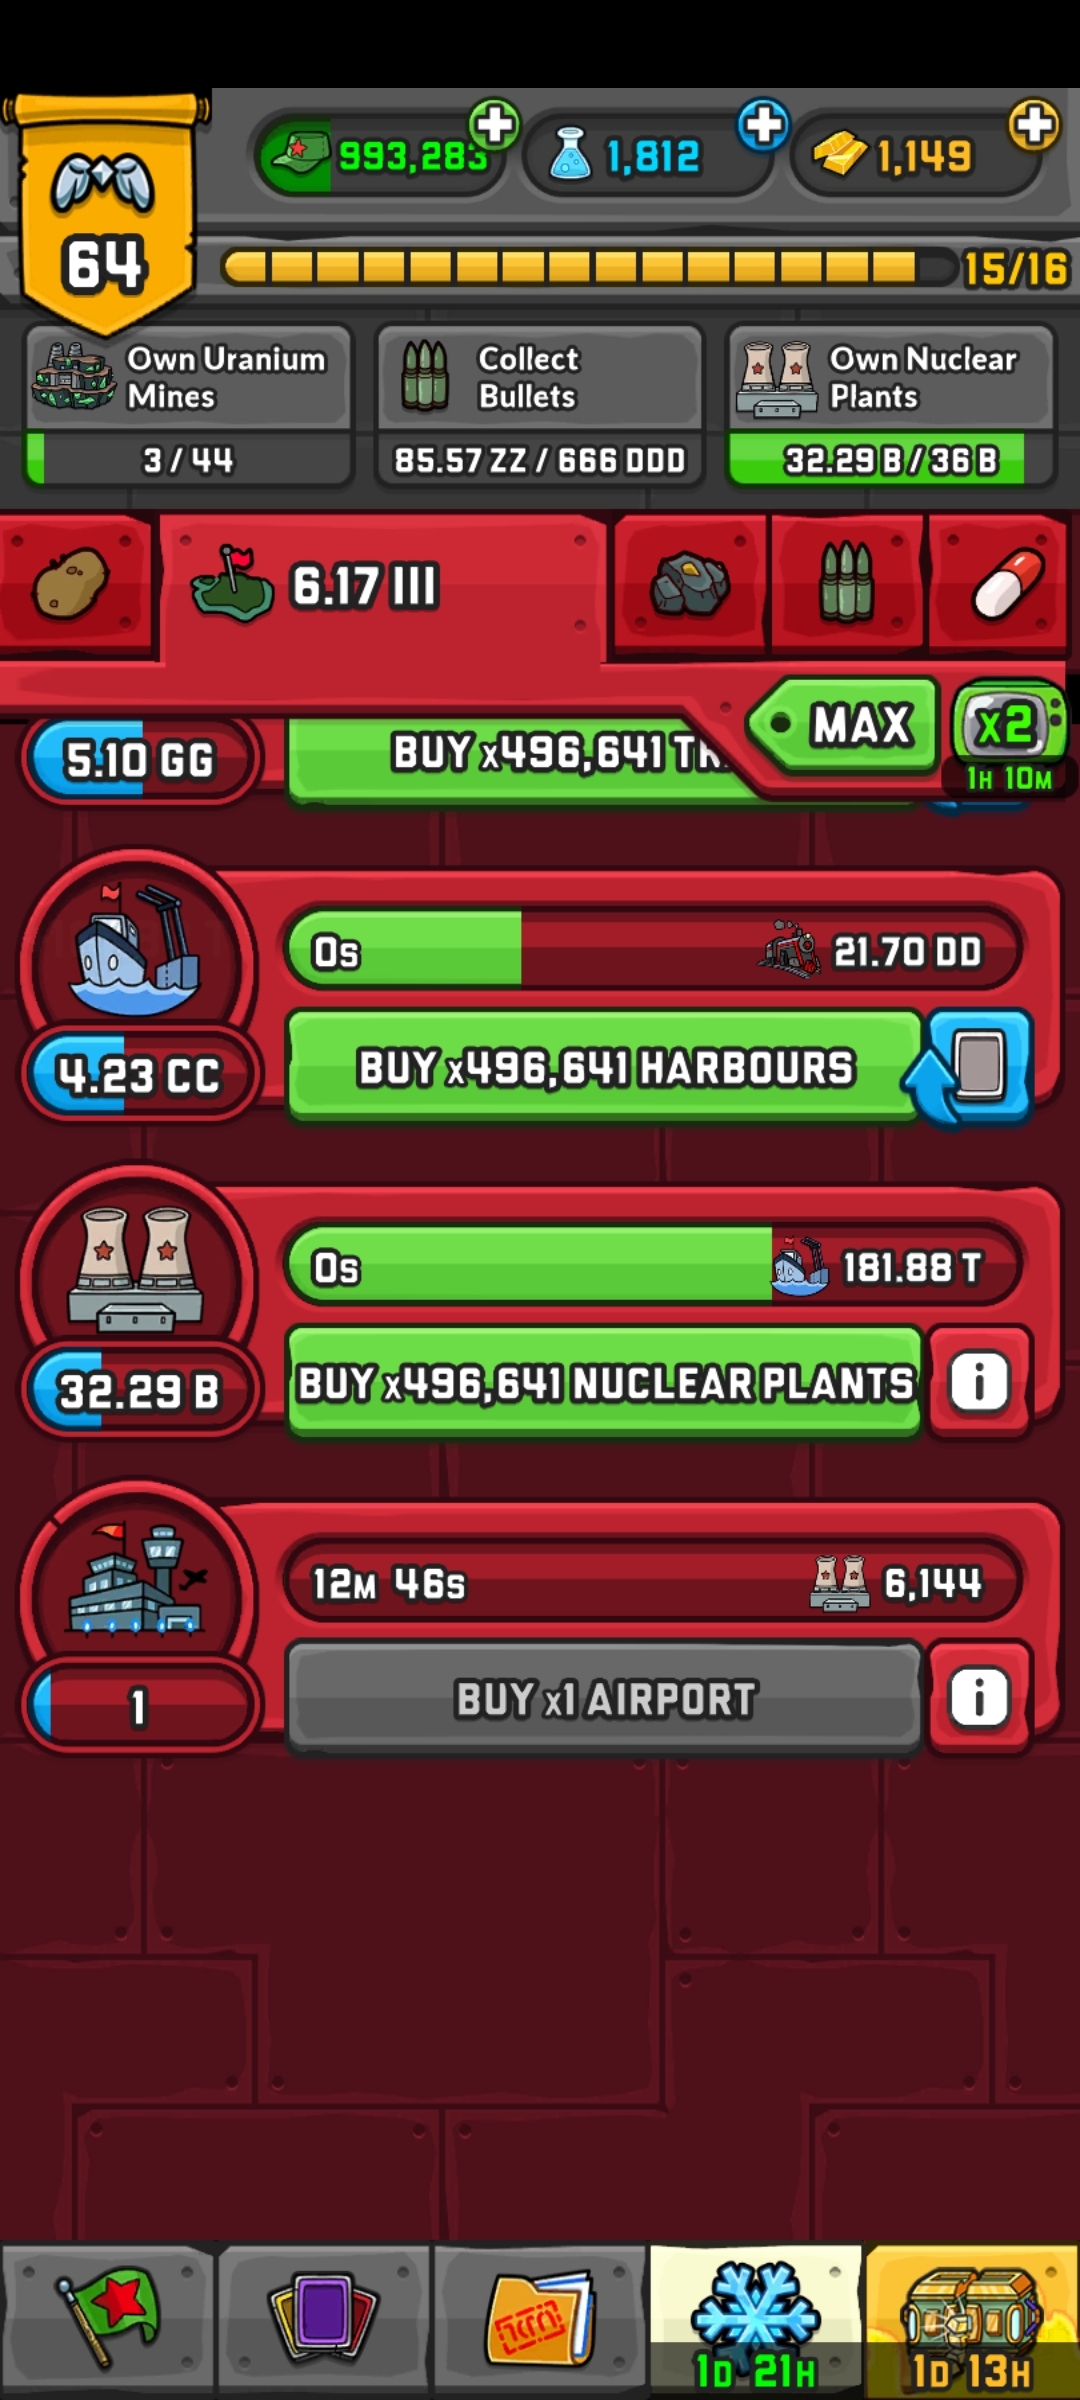 993,283
1,812
1,149
64
15/16
Own Uranium
Mines
3 / 44
Collect
Bullets
85.57 ZZ / 666 DDD
Own Nuclear
Plants
32.29 B / 36 B
6.17 III
MAX
x2
1H 10M
5.10 GG
BUY x496,641
0s
21.70 DD
4.23 CC
BUY x496,641 HARBOURS
0s
181.88 T
32.29 B
BUY x496,641 NUCLEAR PLANTS
i
12M 46s
6,144
1
BUY x1 AIRPORT
i
1D 21H
1D 13H